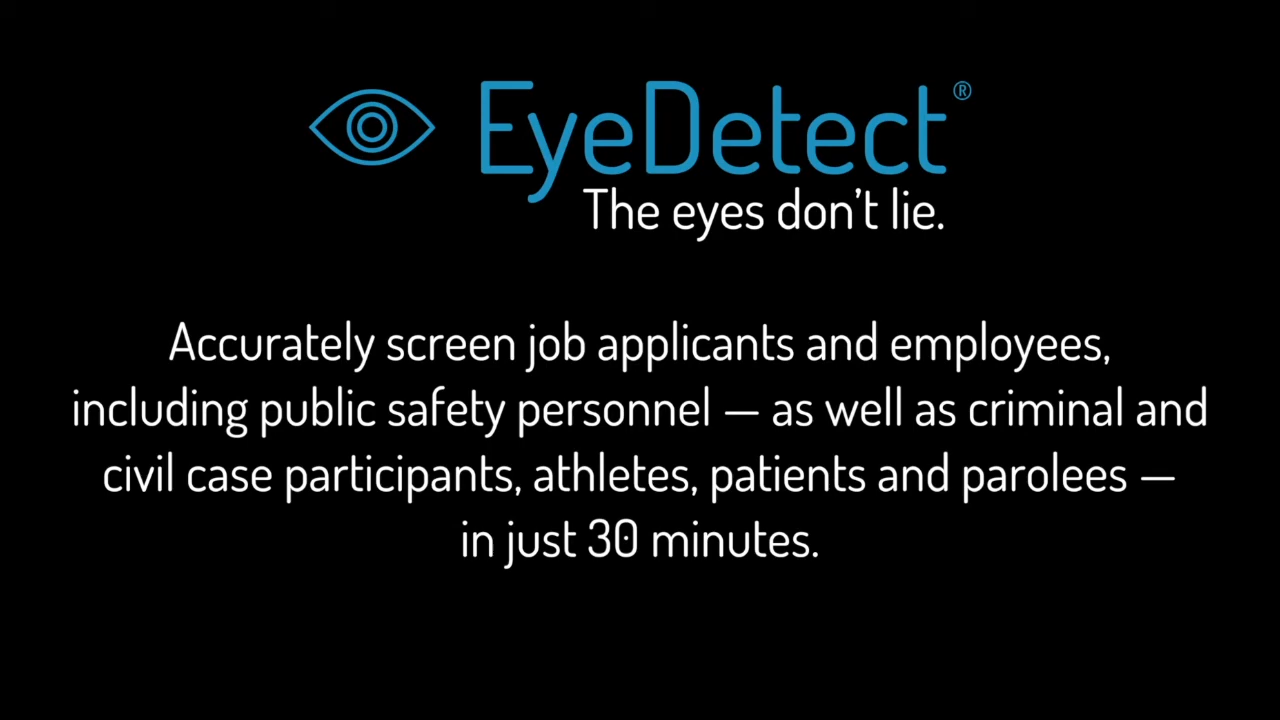 EyeDetect®
The eyes don't lie.
Accurately screen job applicants and employees,
including public safety personnel — as well as criminal and
civil case participants, athletes, patients and parolees —
in just 30 minutes.